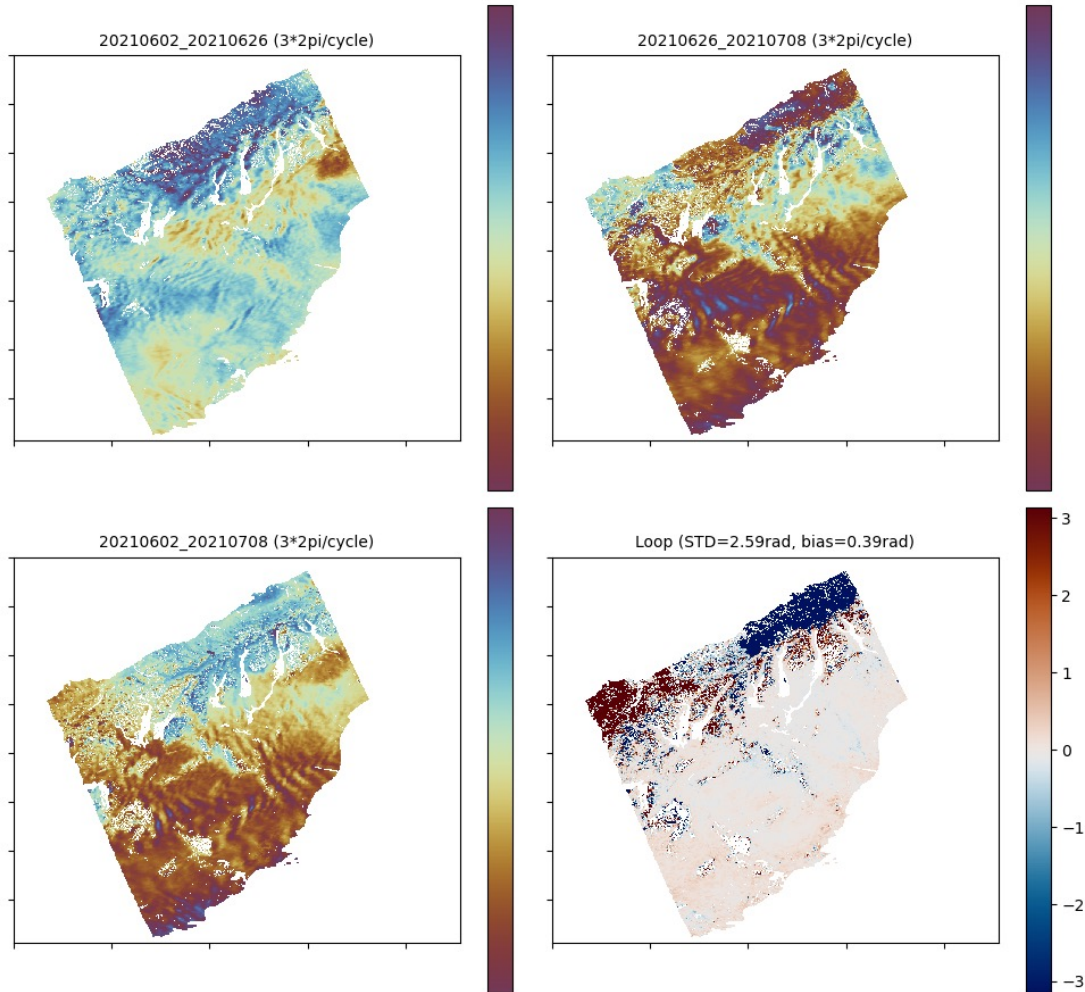 20210602_20210626 (3*2pi/cycle)
20210626_20210708 (3*2pi/cycle)
20210602_20210708 (3*2pi/cycle)
Loop (STD=2.59rad, bias=0.39rad)
3
2
1
0
−1
−2
−3